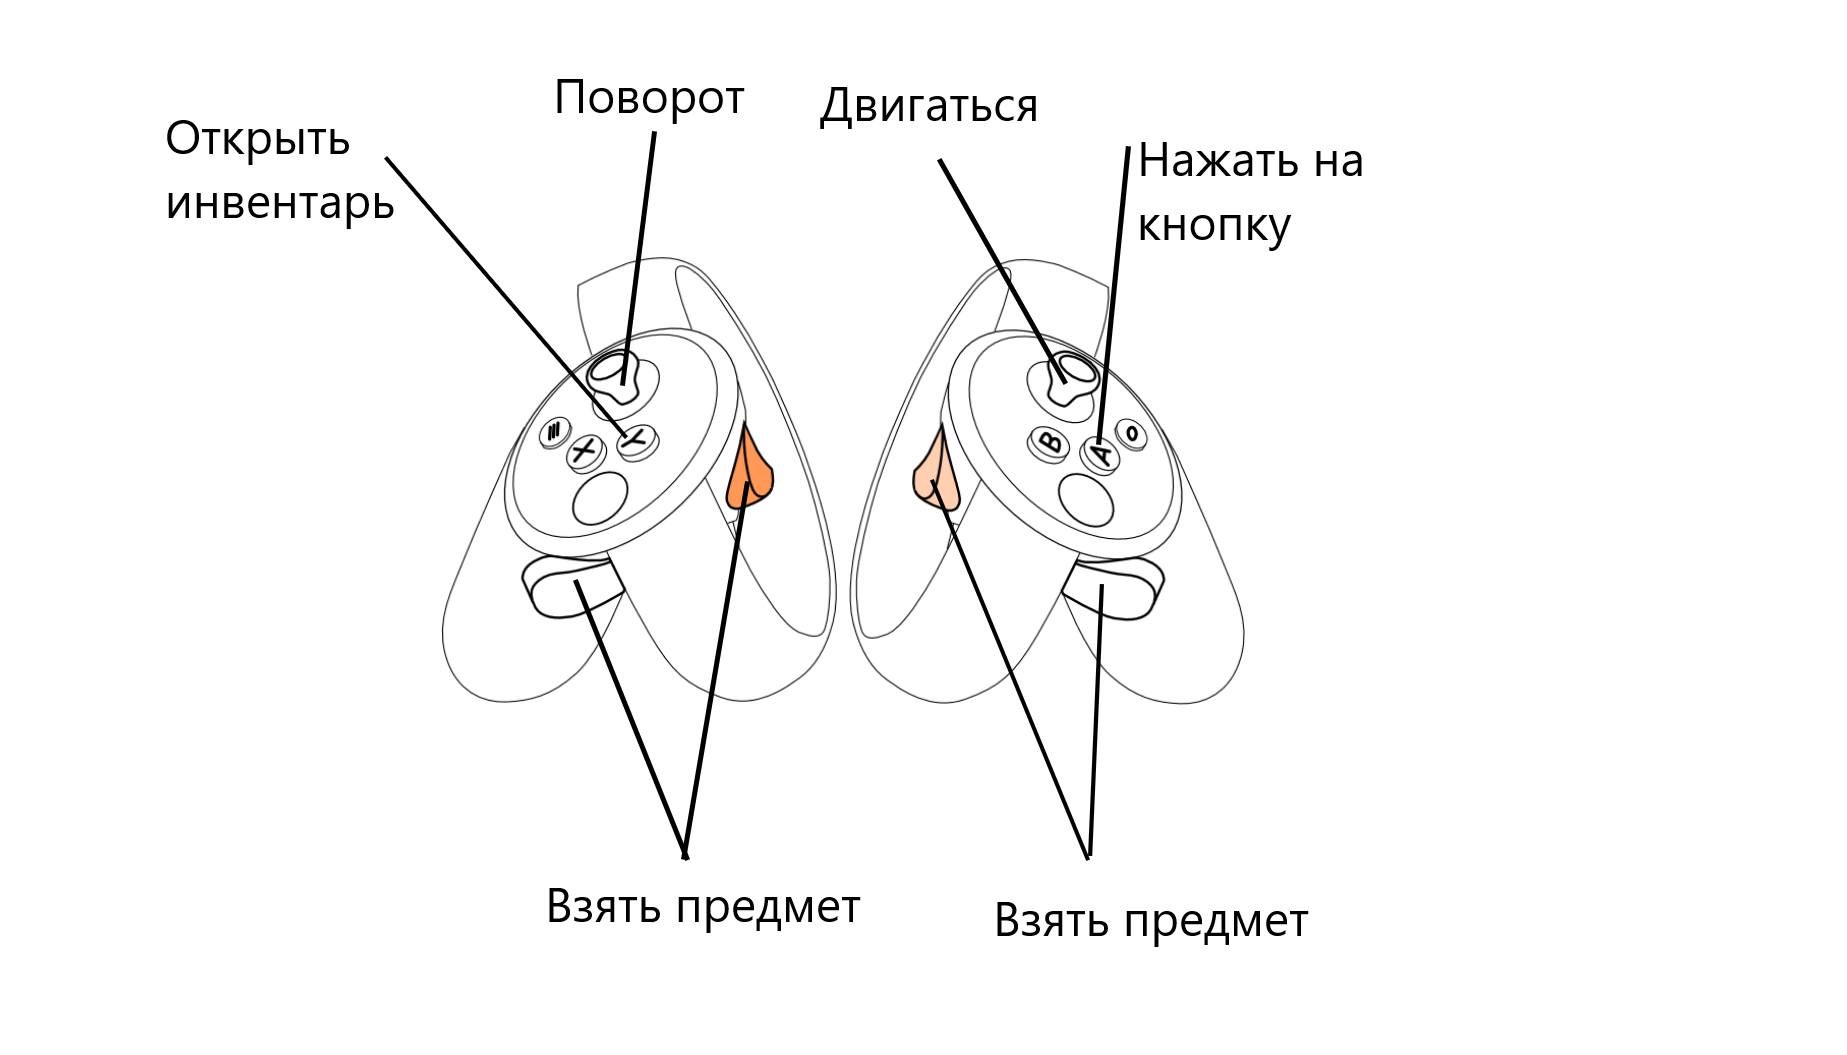 Поворот
Двигаться
Открыть
инвентарь
Нажать на
кнопку
X
Y
B
A
Взять предмет
Взять предмет